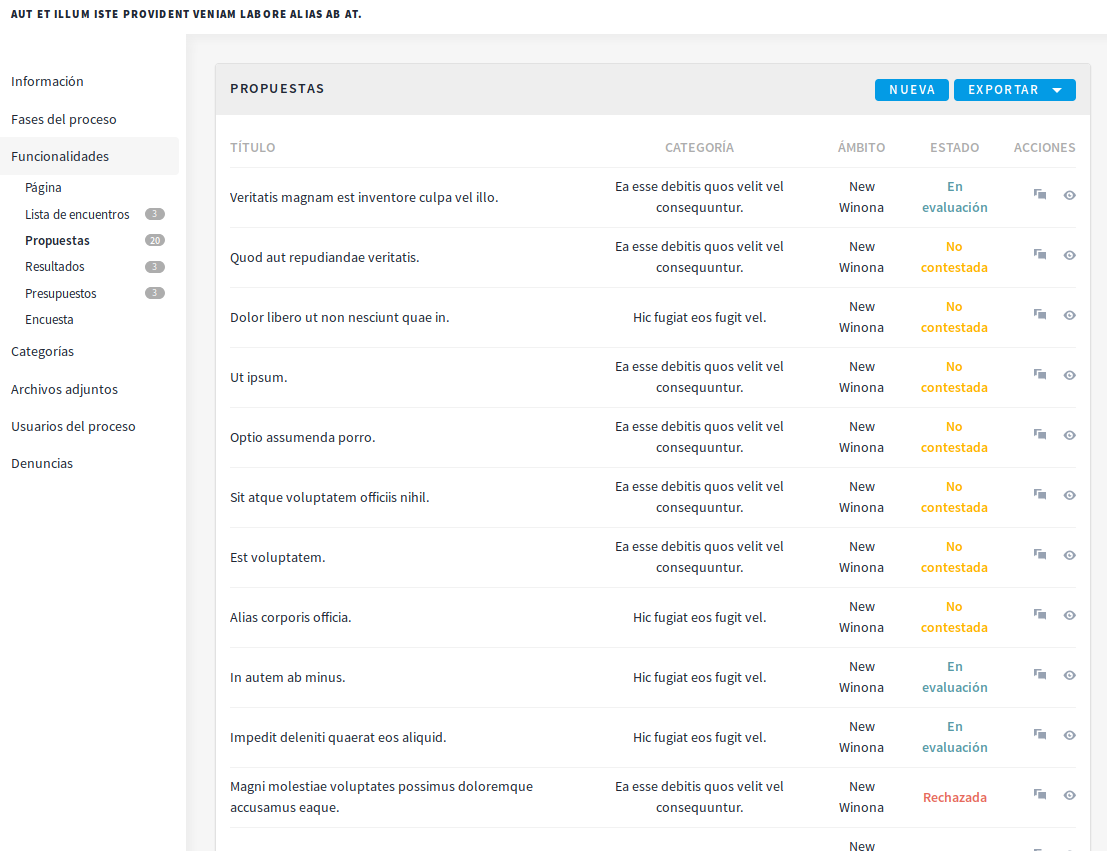 AUT ET ILLUM ISTE PROVIDENT VENIAM LABORE ALIAS AB AT.
Información
Fases del proceso
Funcionalidades
Página
Lista de encuentros 3
Propuestas 20
Resultados 3
Presupuestos 3
Encuesta
Categorías
Archivos adjuntos
Usuarios del proceso
Denuncias
PROPUESTAS NUEVA EXPORTAR
TÍTULO CATEGORÍA ÁMBITO ESTADO ACCIONES
Veritatis magnam est inventore culpa vel illo. Ea esse debitis quos velit vel New En
consequuntur. Winona evaluación
Quod aut repudiandae veritatis. Ea esse debitis quos velit vel New No
consequuntur. Winona contestada
Dolor libero ut non nesciunt quae in. Hic fugiat eos fugit vel. New No
Winona contestada
Ut ipsum. Ea esse debitis quos velit vel New No
consequuntur. Winona contestada
Optio assumenda porro. Ea esse debitis quos velit vel New No
consequuntur. Winona contestada
Sit atque voluptatem officiis nihil. Ea esse debitis quos velit vel New No
consequuntur. Winona contestada
Est voluptatem. Ea esse debitis quos velit vel New No
consequuntur. Winona contestada
Alias corporis officia. Hic fugiat eos fugit vel. New No
Winona contestada
In autem ab minus. Hic fugiat eos fugit vel. New En
Winona evaluación
Impedit deleniti quaerat eos aliquid. Hic fugiat eos fugit vel. New En
Winona evaluación
Magni molestiae voluptates possimus doloremque Ea esse debitis quos velit vel New Rechazada
accusamus eaque. consequuntur. Winona
New